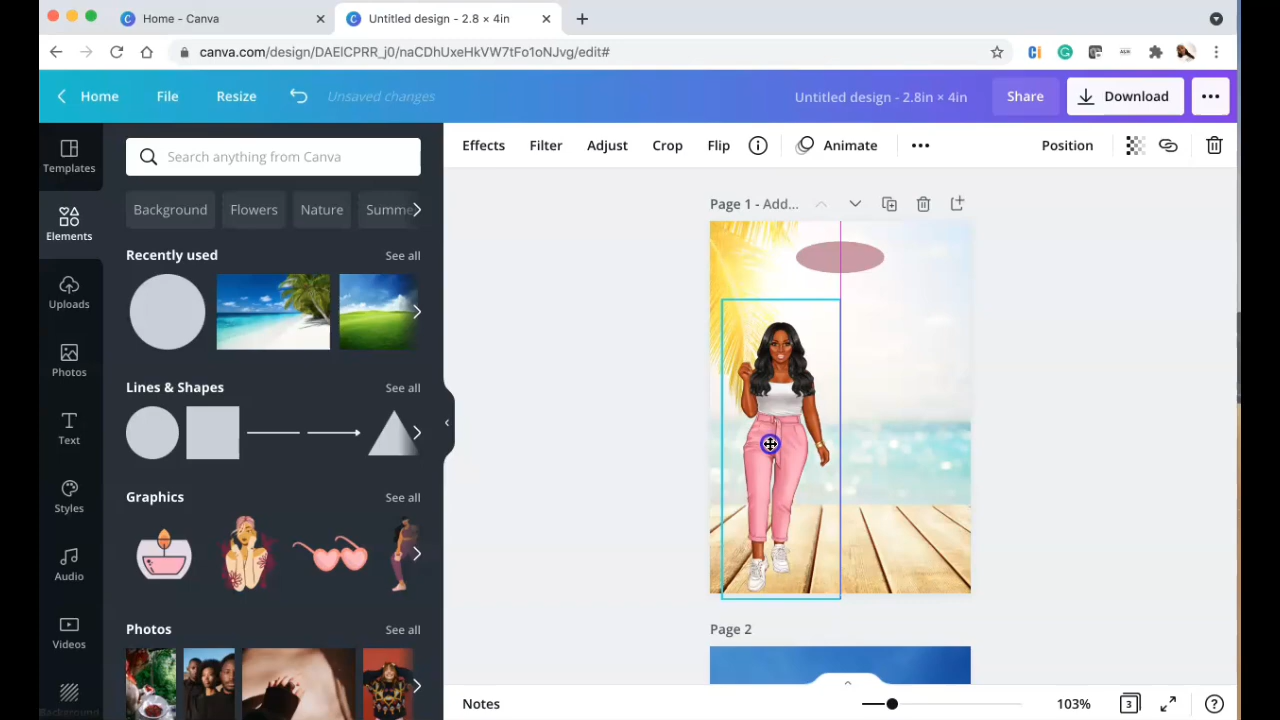 Home - Canva
Untitled design - 2.8 × 4in
canva.com/design/DAElCPRR_j0/naCDhUxeHkVW7tFo1oNJvg/edit#
Home File Resize Unsaved changes Untitled design - 2.8in × 4in Share Download
Templates
Elements
Uploads
Photos
Text
Styles
Audio
Videos
Background
Search anything from Canva
Background Flowers Nature Summe
Recently used See all
Lines & Shapes See all
Graphics See all
Photos See all
Effects Filter Adjust Crop Flip Animate Position
Page 1 - Add...
Page 2
Notes 103% 3